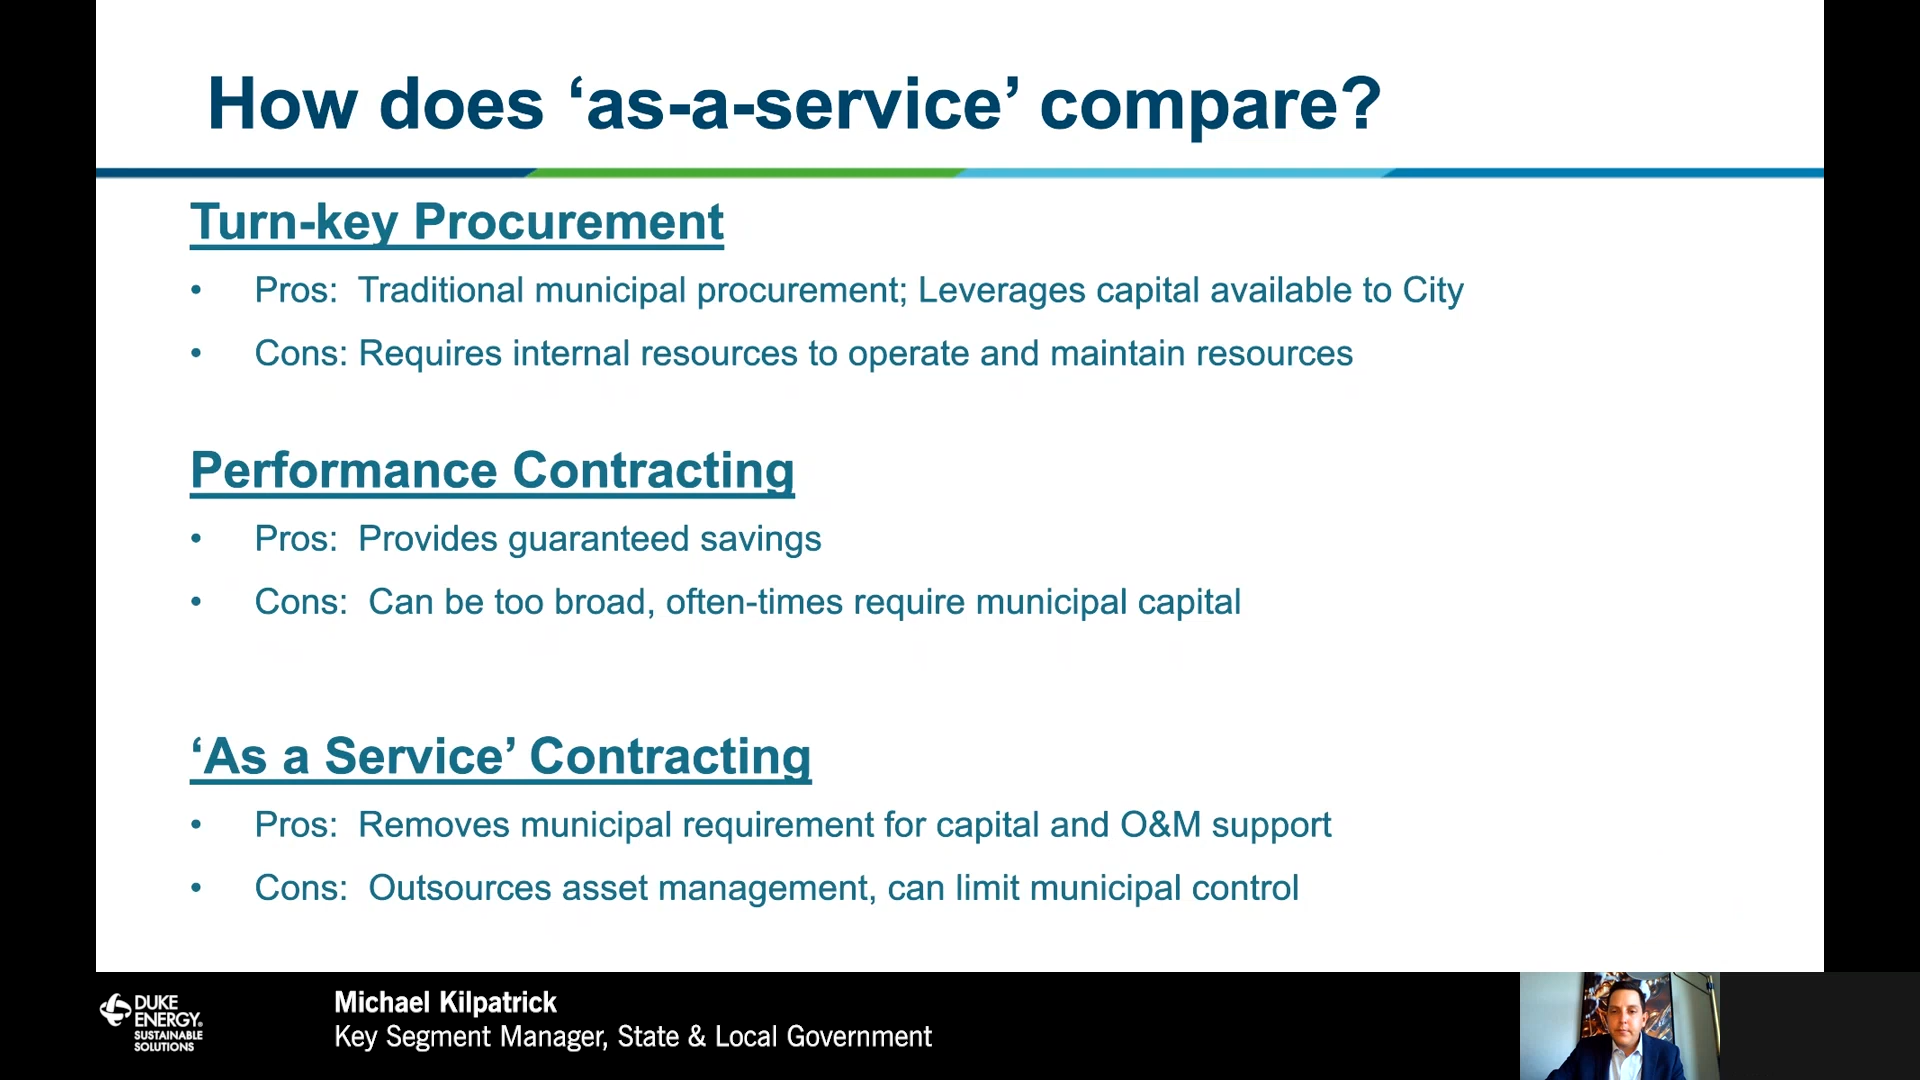 How does ‘as-a-service’ compare?
Turn-key Procurement
• Pros: Traditional municipal procurement; Leverages capital available to City
• Cons: Requires internal resources to operate and maintain resources
Performance Contracting
• Pros: Provides guaranteed savings
• Cons: Can be too broad, often-times require municipal capital
‘As a Service’ Contracting
• Pros: Removes municipal requirement for capital and O&M support
• Cons: Outsources asset management, can limit municipal control
DUKE
ENERGY®
SUSTAINABLE
SOLUTIONS
Michael Kilpatrick
Key Segment Manager, State & Local Government